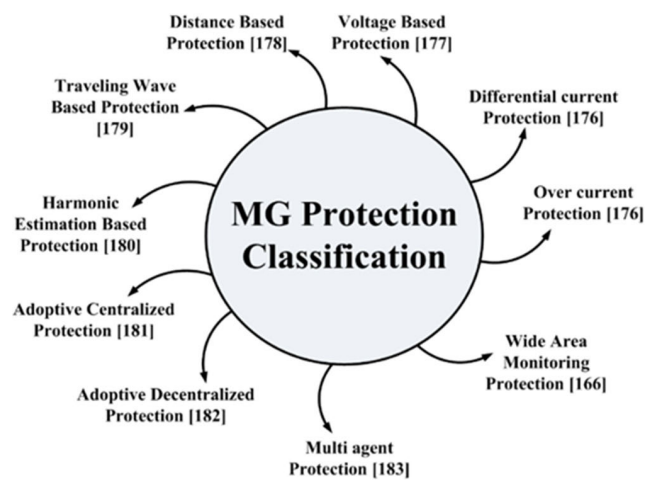 Distance Based
Protection [178]
Voltage Based
Protection [177]
Traveling Wave
Based Protection
[179]
Differential current
Protection [176]
Harmonic
Estimation Based
Protection [180]
Over current
Protection [176]
MG Protection
Classification
Adoptive Centralized
Protection [181]
Wide Area
Monitoring
Protection [166]
Adoptive Decentralized
Protection [182]
Multi agent
Protection [183]